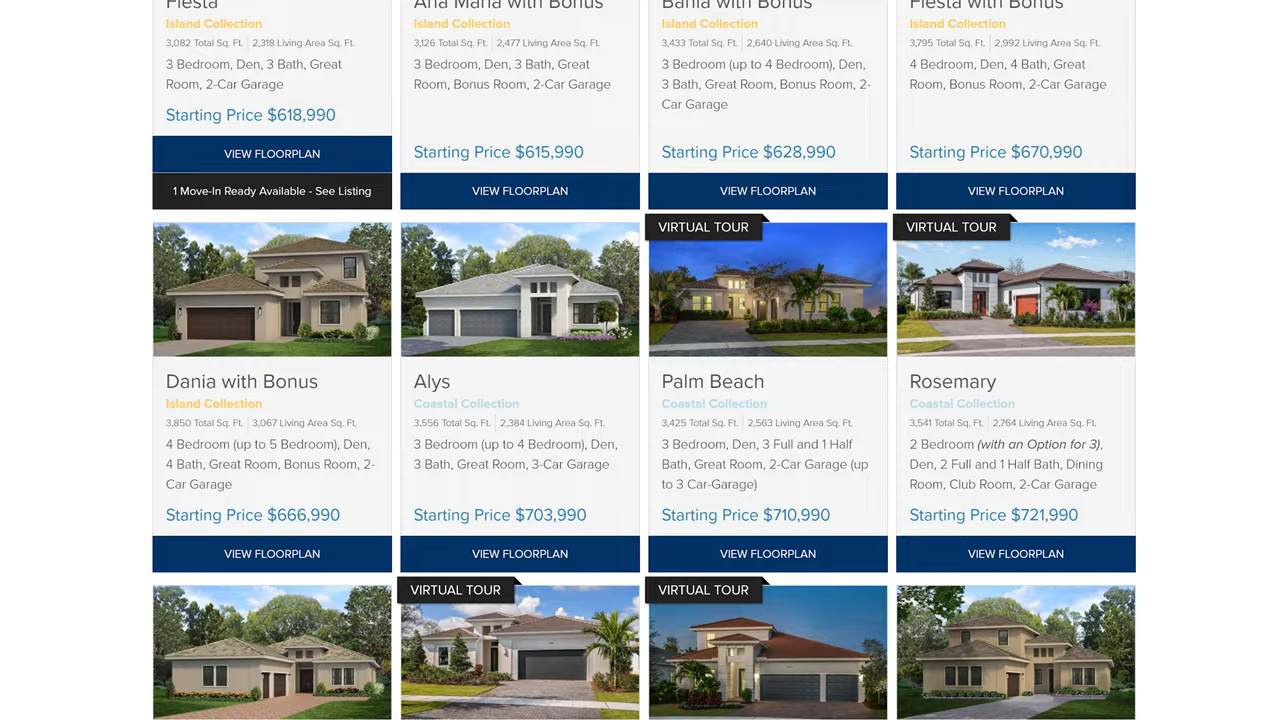 Fiesta
Island Collection
3,082 Total Sq. Ft. 2,318 Living Area Sq. Ft.
3 Bedroom, Den, 3 Bath, Great
Room, 2-Car Garage
Starting Price $618,990
VIEW FLOORPLAN
1 Move-In Ready Available - See Listing
Ana Maria with Bonus
Island Collection
3,126 Total Sq. Ft. 2,477 Living Area Sq. Ft.
3 Bedroom, Den, 3 Bath, Great
Room, Bonus Room, 2-Car Garage
Starting Price $615,990
VIEW FLOORPLAN
Bahia with Bonus
Island Collection
3,433 Total Sq. Ft. 2,640 Living Area Sq. Ft.
3 Bedroom (up to 4 Bedroom), Den,
3 Bath, Great Room, Bonus Room, 2-
Car Garage
Starting Price $628,990
VIEW FLOORPLAN
Fiesta with Bonus
Island Collection
3,795 Total Sq. Ft. 2,992 Living Area Sq. Ft.
4 Bedroom, Den, 4 Bath, Great
Room, Bonus Room, 2-Car Garage
Starting Price $670,990
VIEW FLOORPLAN
Dania with Bonus
Island Collection
3,850 Total Sq. Ft. 3,067 Living Area Sq. Ft.
4 Bedroom (up to 5 Bedroom), Den,
4 Bath, Great Room, Bonus Room, 2-
Car Garage
Starting Price $666,990
VIEW FLOORPLAN
Alys
Coastal Collection
3,556 Total Sq. Ft. 2,384 Living Area Sq. Ft.
3 Bedroom (up to 4 Bedroom), Den,
3 Bath, Great Room, 3-Car Garage
Starting Price $703,990
VIEW FLOORPLAN
VIRTUAL TOUR
Palm Beach
Coastal Collection
3,425 Total Sq. Ft. 2,563 Living Area Sq. Ft.
3 Bedroom, Den, 3 Full and 1 Half
Bath, Great Room, 2-Car Garage (up
to 3 Car-Garage)
Starting Price $710,990
VIEW FLOORPLAN
VIRTUAL TOUR
Rosemary
Coastal Collection
3,541 Total Sq. Ft. 2,764 Living Area Sq. Ft.
2 Bedroom (with an Option for 3),
Den, 2 Full and 1 Half Bath, Dining
Room, Club Room, 2-Car Garage
Starting Price $721,990
VIEW FLOORPLAN
VIRTUAL TOUR
VIRTUAL TOUR